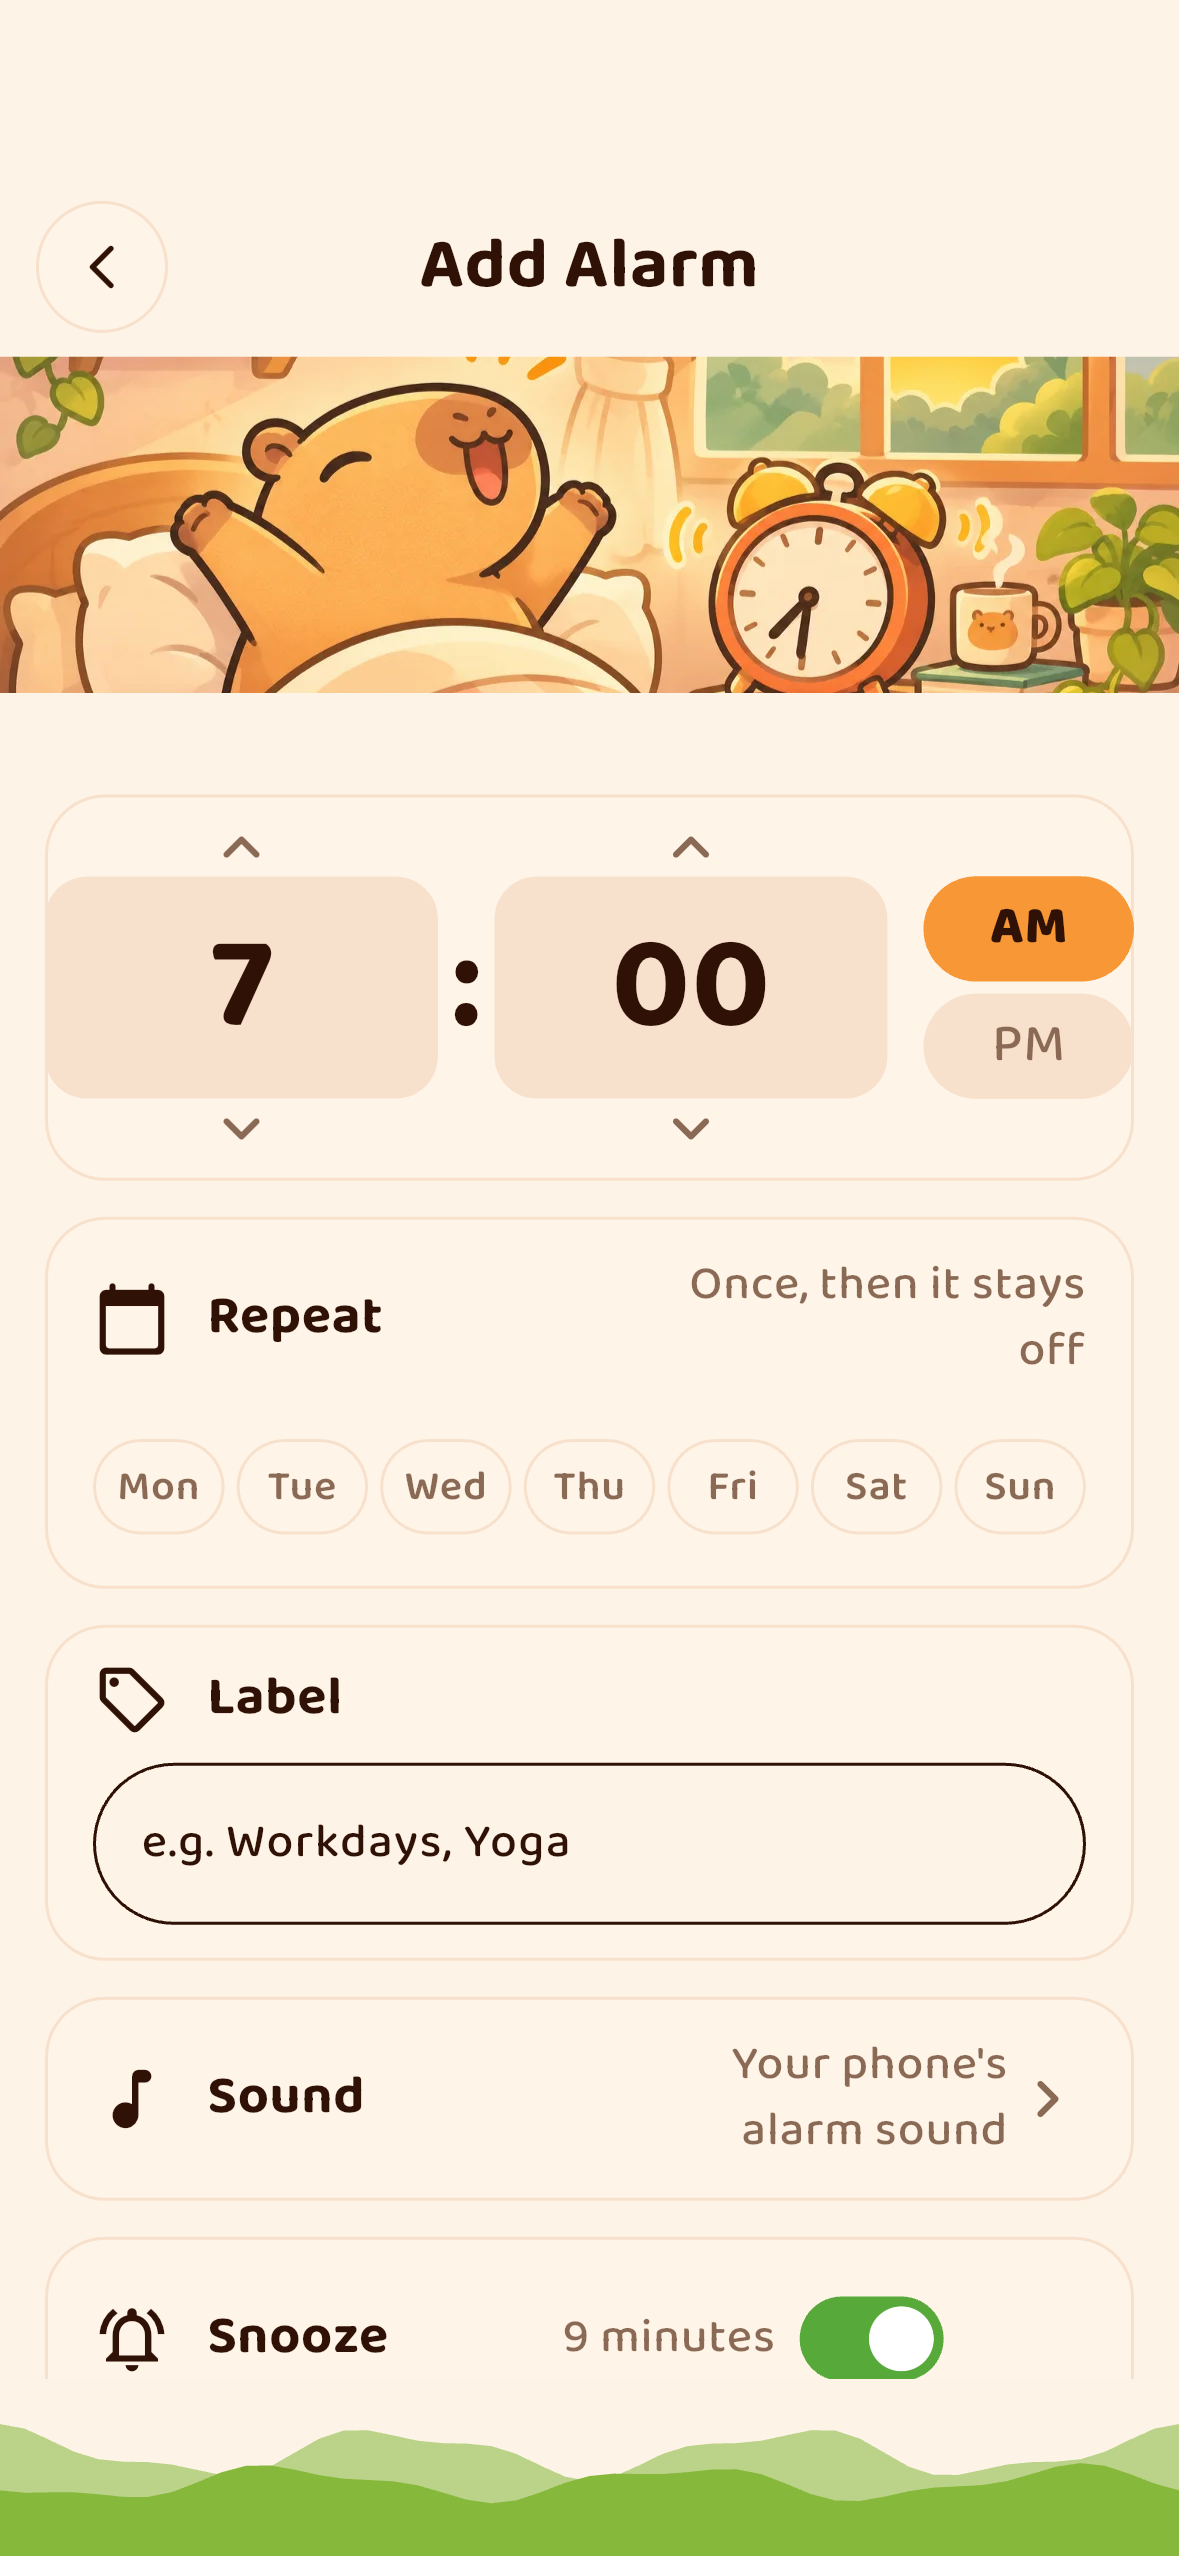 Add Alarm
7 : 00
AM
PM
Repeat
Once, then it stays
off
Mon Tue Wed Thu Fri Sat Sun
Label
e.g. Workdays, Yoga
Sound
Your phone's
alarm sound
Snooze
9 minutes